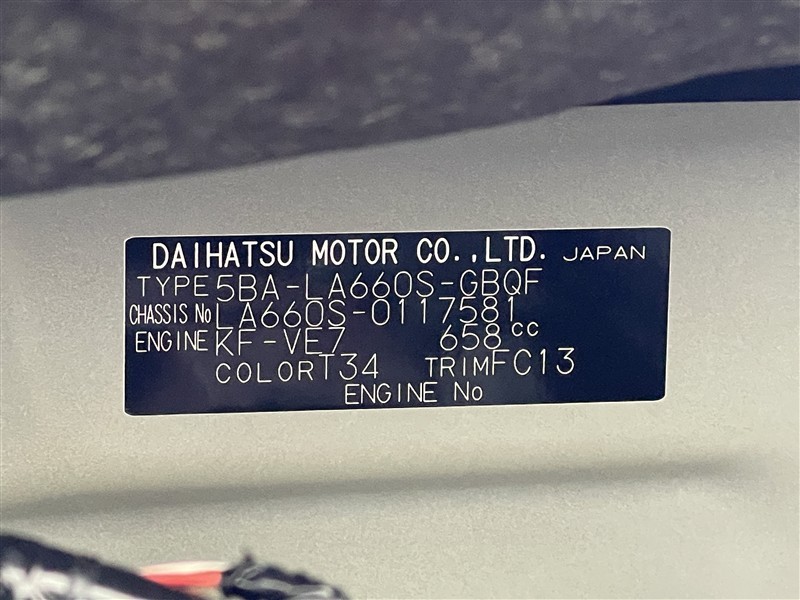 DAIHATSU MOTOR CO.,LTD. JAPAN
TYPE 5BA-LA660S-GBQF
CHASSIS No LA660S-0117581
ENGINE KF-VE7 658cc
COLOR T34 TRIM FC13
ENGINE No